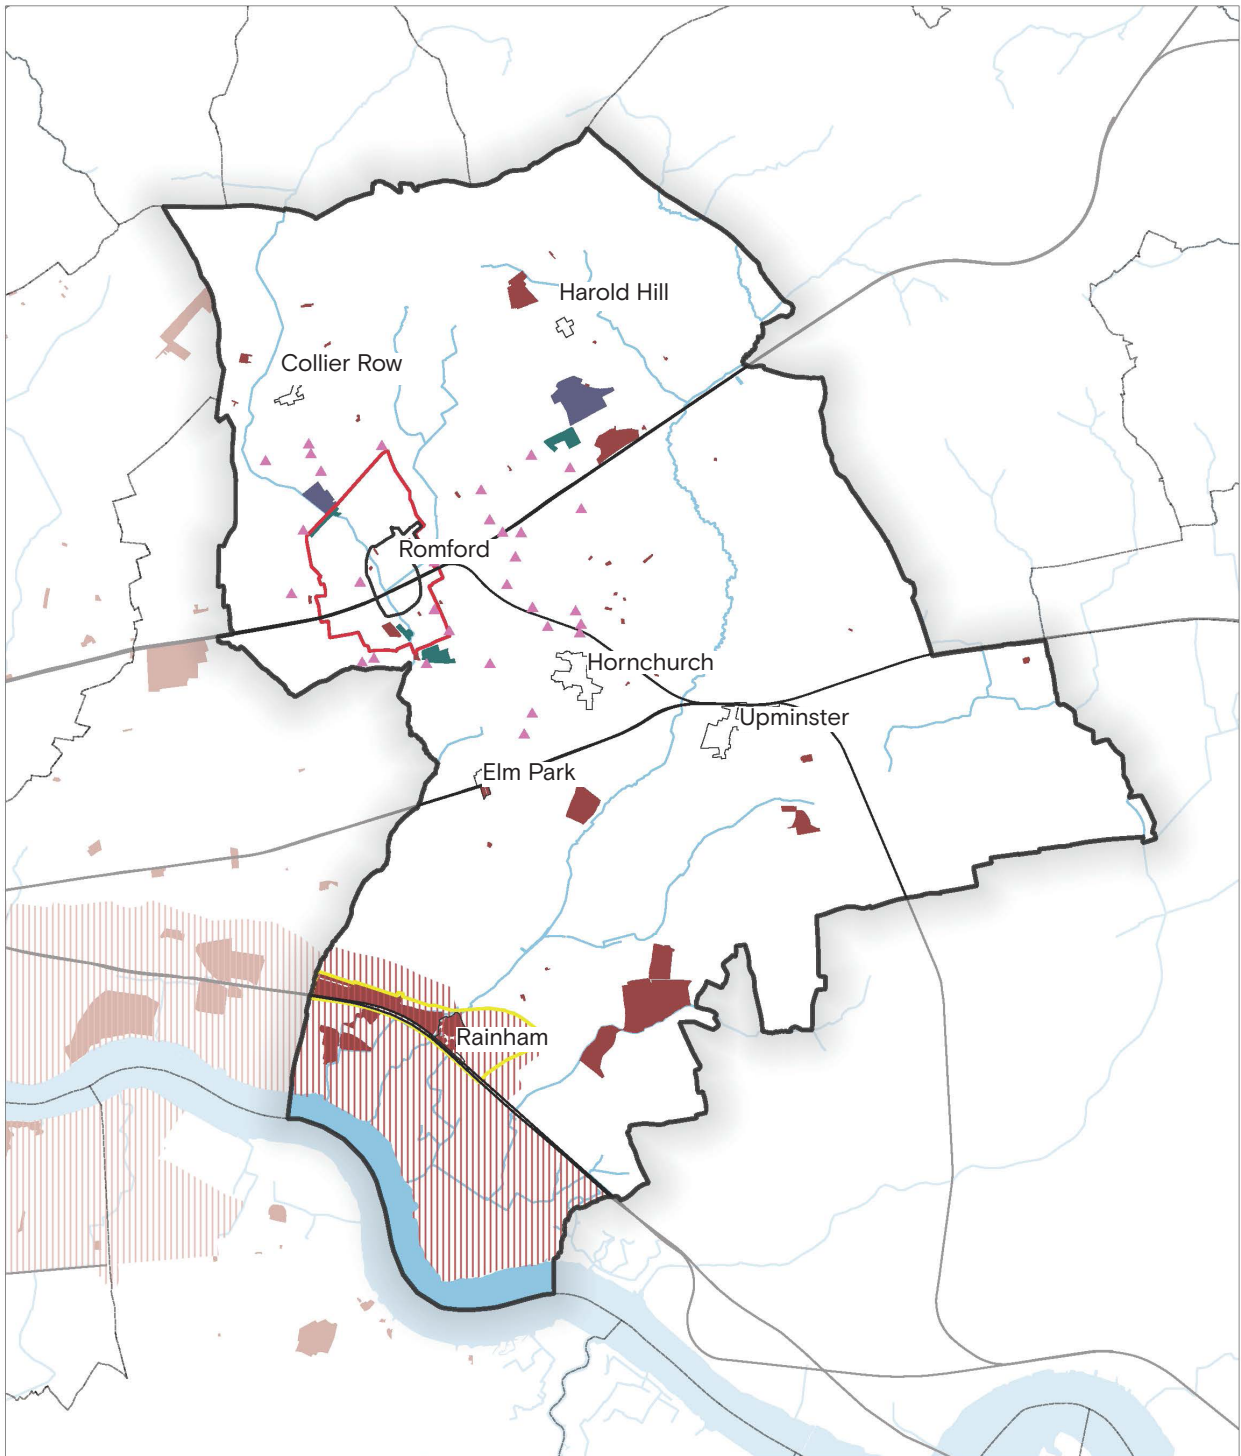 Harold Hill
Collier Row
Romford
Hornchurch
Upminster
Elm Park
Rainham